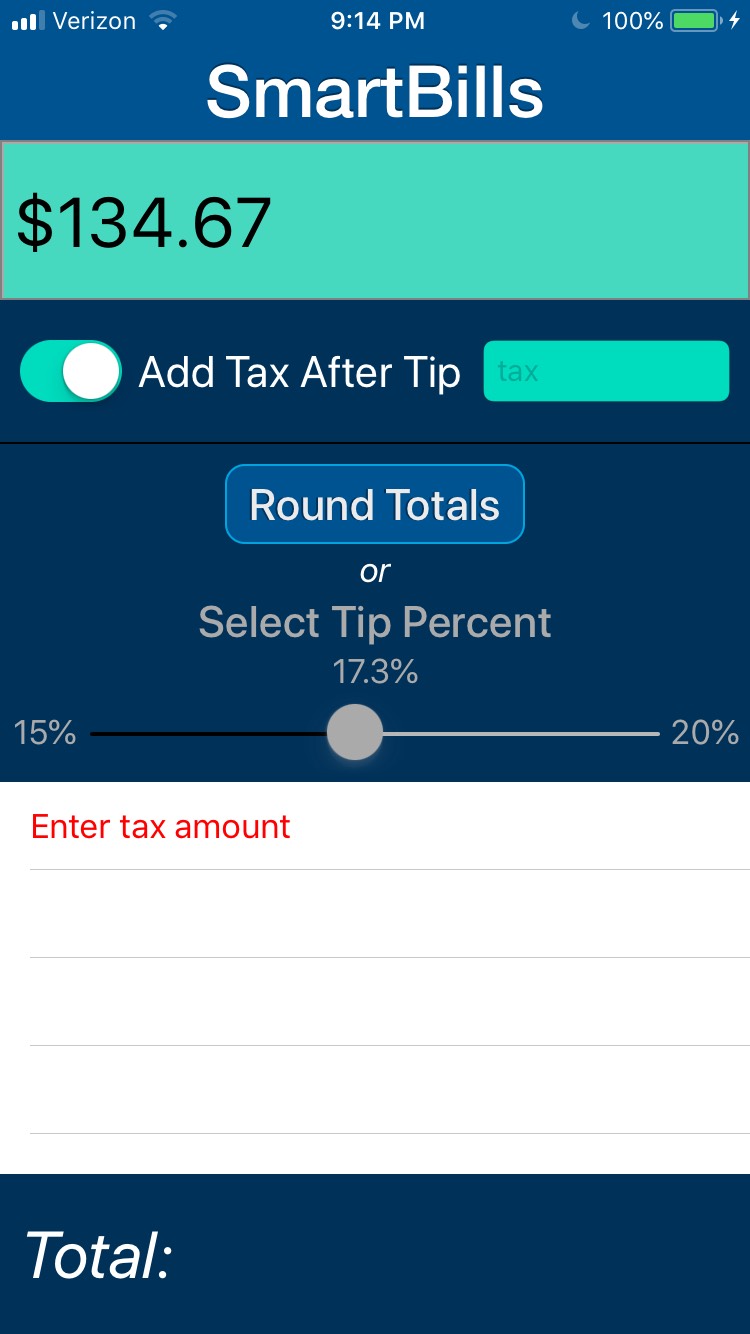 Verizon 9:14 PM 100%
SmartBills
$134.67
Add Tax After Tip tax
Round Totals
or
Select Tip Percent
17.3%
15% 20%
Enter tax amount
Total: